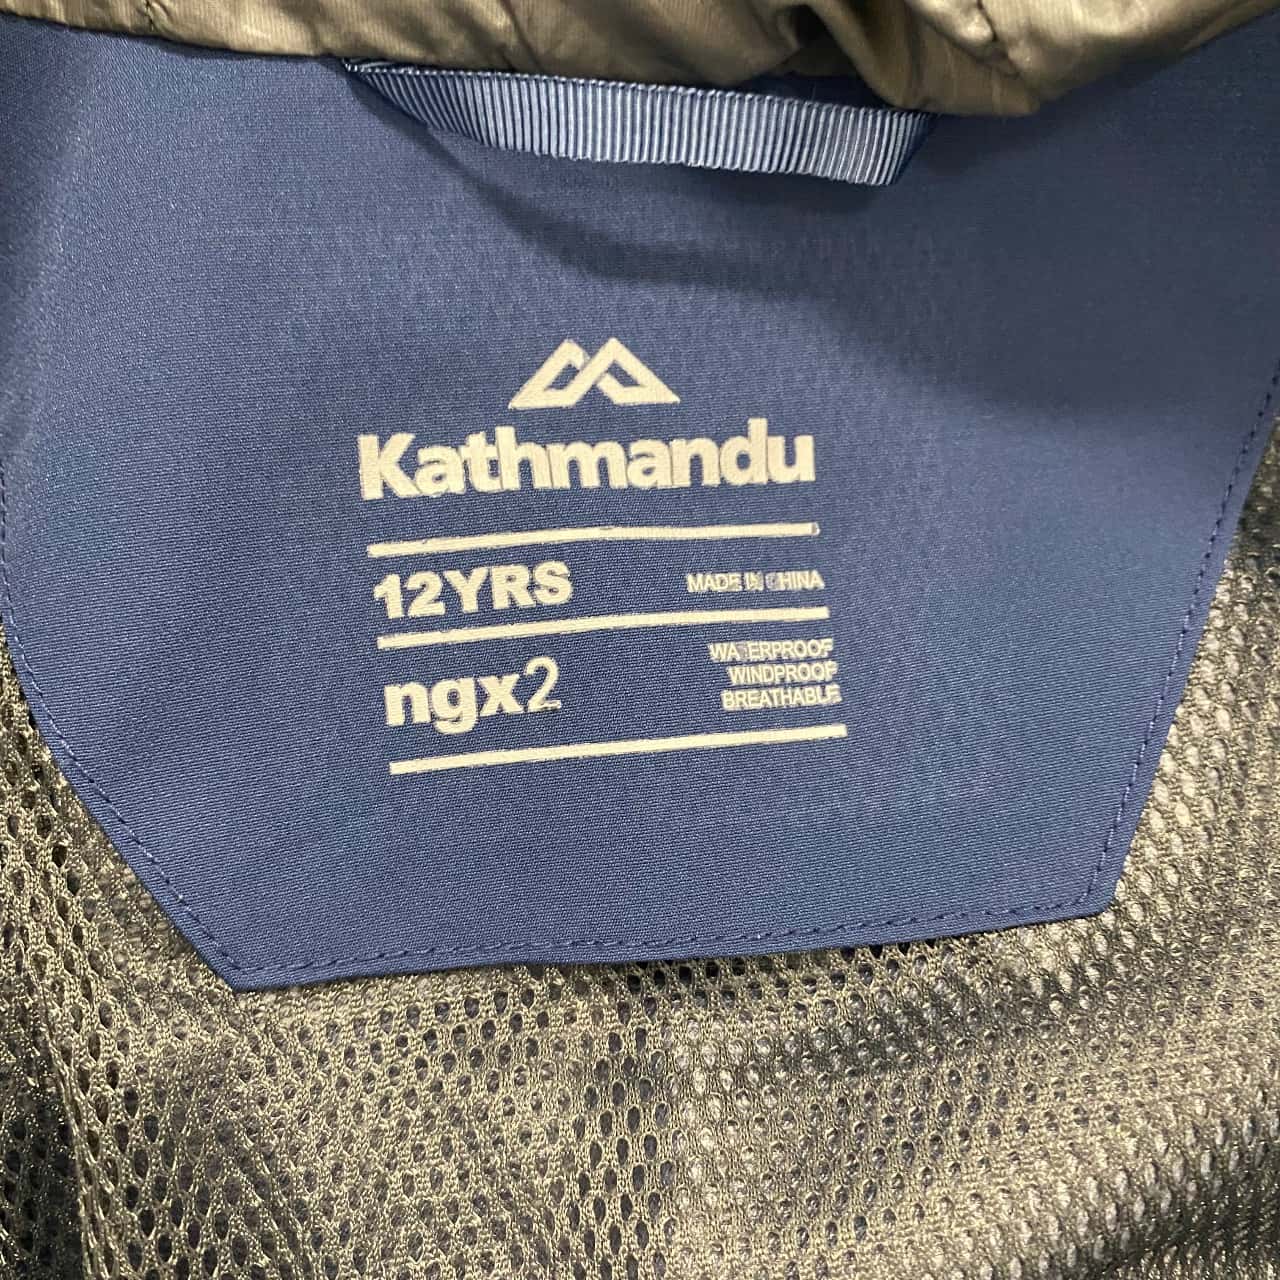 Kathmandu
12YRS MADE IN CHINA
ngx2
WATERPROOF
WINDPROOF
BREATHABLE